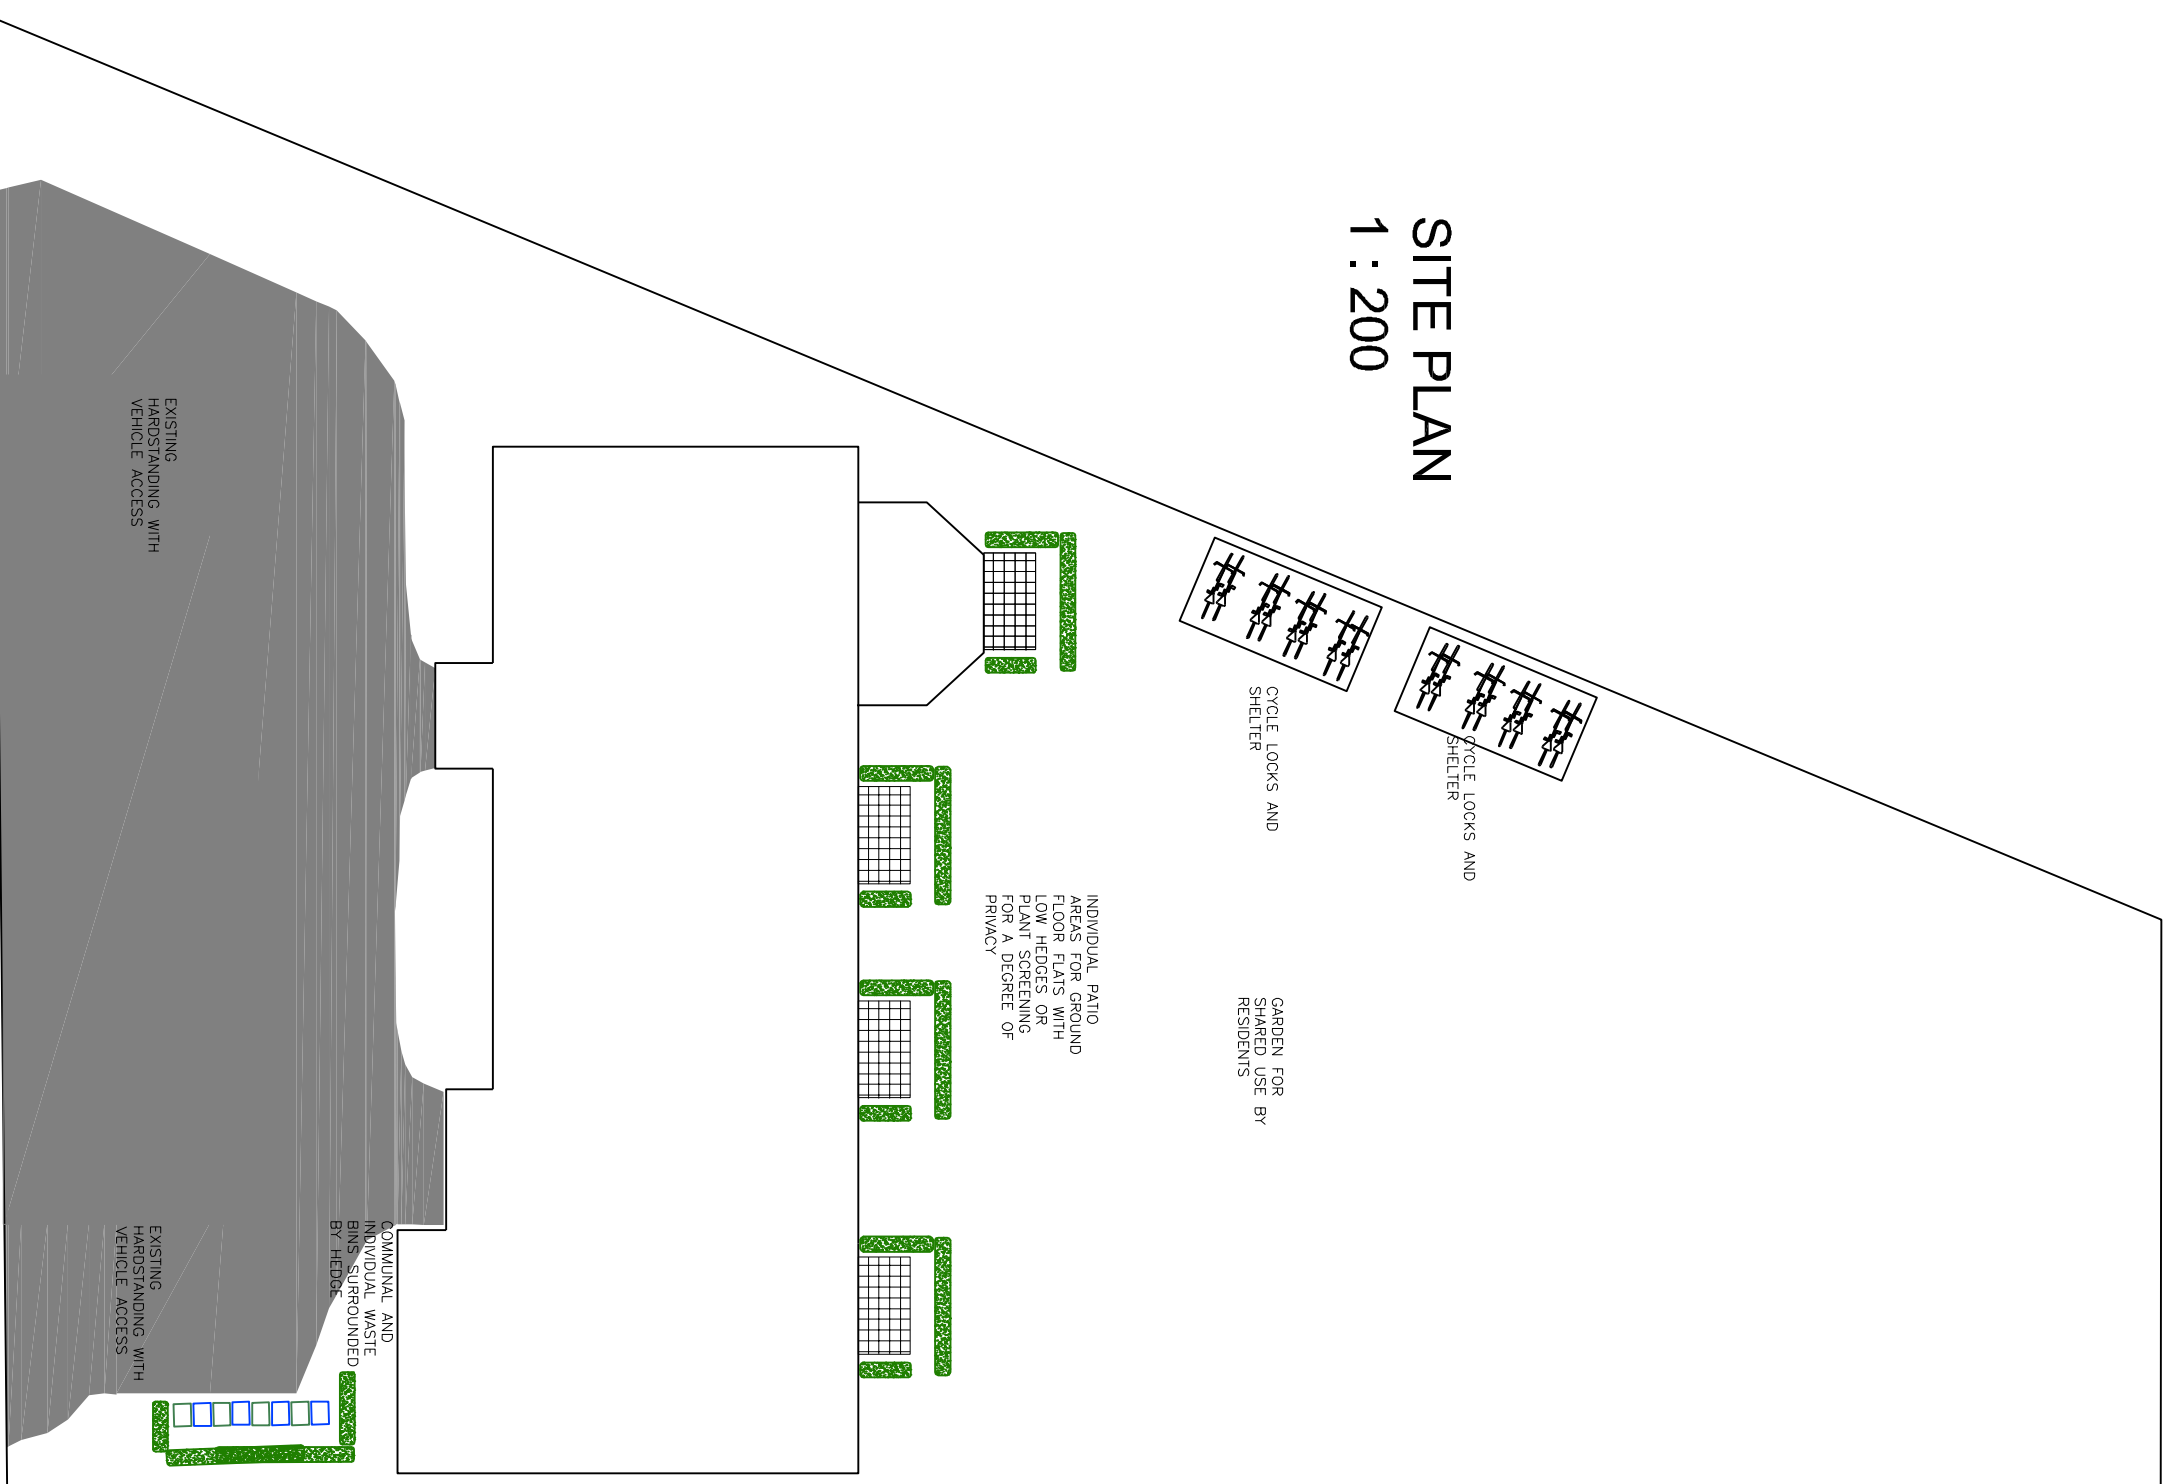 SITE PLAN
1 : 200
CYCLE LOCKS AND
SHELTER
CYCLE LOCKS AND
SHELTER
EXISTING
HARDSTANDING WITH
VEHICLE ACCESS
INDIVIDUAL PATIO
AREAS FOR GROUND
FLOOR FLATS WITH
LOW HEDGES OR
PLANT SCREENING
FOR A DEGREE OF
PRIVACY
GARDEN FOR
SHARED USE BY
RESIDENTS
COMMUNAL AND
INDIVIDUAL WASTE
BINS SURROUNDED
BY HEDGE
EXISTING
HARDSTANDING WITH
VEHICLE ACCESS